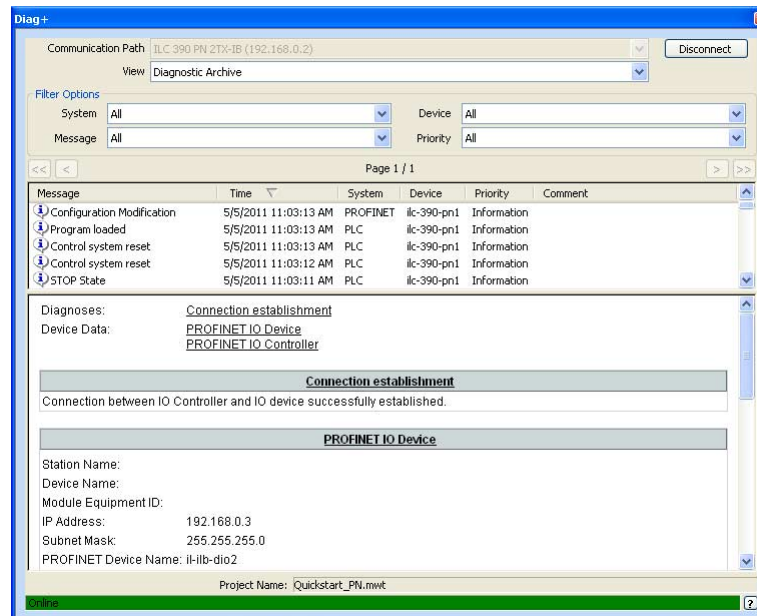 Diag+
Communication Path ILC 390 PN 2TX-IB (192.168.0.2) Disconnect
View Diagnostic Archive
Filter Options
System All Device All
Message All Priority All
<< < Page 1 / 1 > >>
Message Time System Device Priority Comment
Configuration Modification 5/5/2011 11:03:13 AM PROFINET ilc-390-pn1 Information
Program loaded 5/5/2011 11:03:13 AM PLC ilc-390-pn1 Information
Control system reset 5/5/2011 11:03:13 AM PLC ilc-390-pn1 Information
Control system reset 5/5/2011 11:03:12 AM PLC ilc-390-pn1 Information
STOP State 5/5/2011 11:03:11 AM PLC ilc-390-pn1 Information
Diagnoses: Connection establishment
Device Data: PROFINET IO Device
PROFINET IO Controller
Connection establishment
Connection between IO Controller and IO device successfully established.
PROFINET IO Device
Station Name:
Device Name:
Module Equipment ID:
IP Address: 192.168.0.3
Subnet Mask: 255.255.255.0
PROFINET Device Name: il-ilb-dio2
Project Name: Quickstart_PN.mwt
Online ?